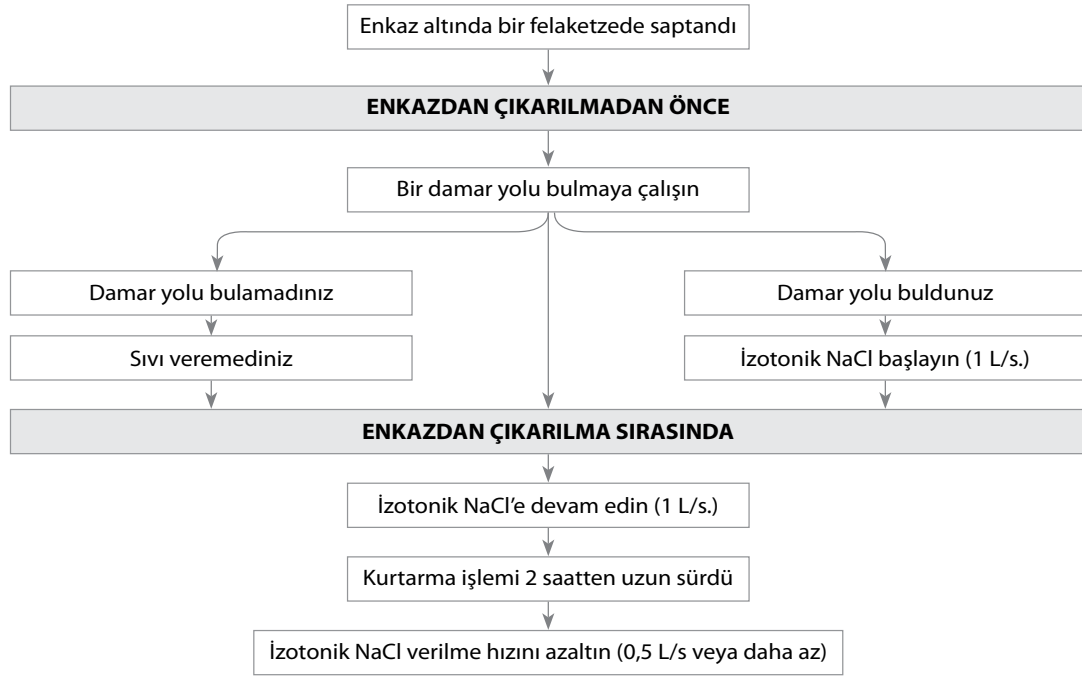 Enkaz altında bir felaketzede saptandı
ENKAZDAN ÇIKARILMADAN ÖNCE
Bir damar yolu bulmaya çalışın
Damar yolu bulamadınız
Damar yolu buldunuz
Sıvı veremediniz
İzotonik NaCl başlayın (1 L/s.)
ENKAZDAN ÇIKARILMA SIRASINDA
İzotonik NaCl’e devam edin (1 L/s.)
Kurtarma işlemi 2 saatten uzun sürdü
İzotonik NaCl verilme hızını azaltın (0,5 L/s veya daha az)